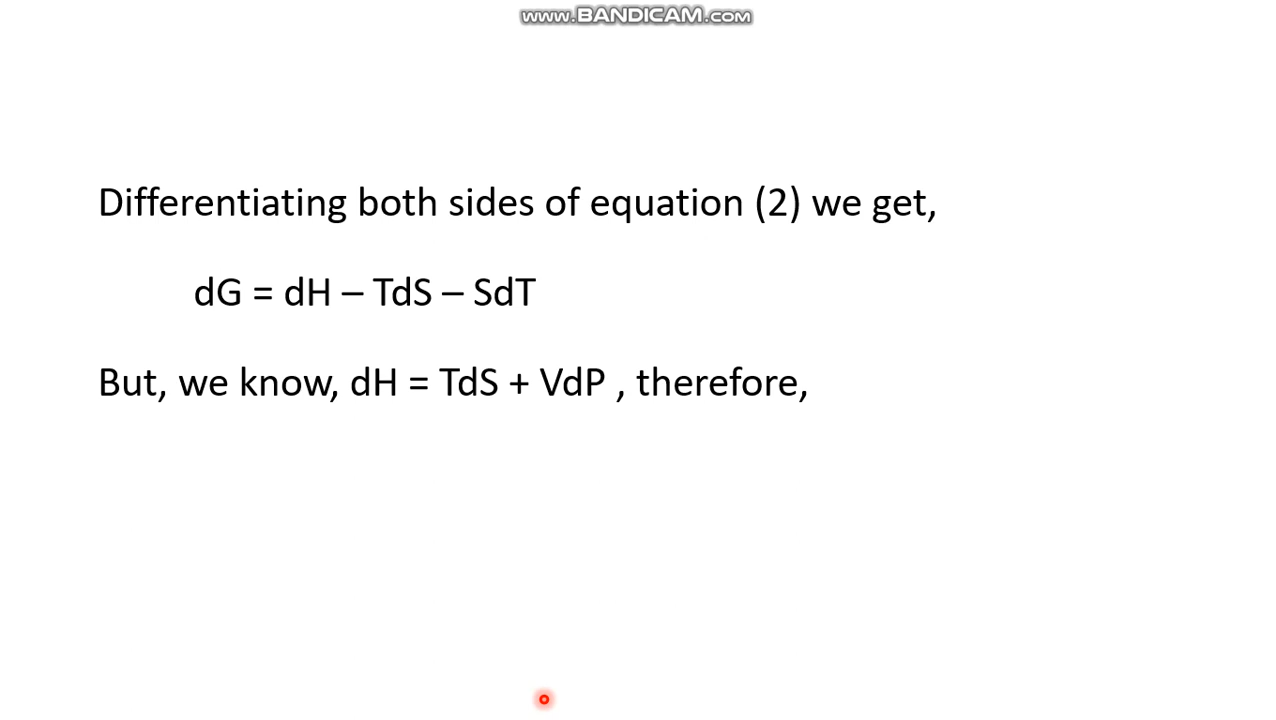 www.BANDICAM.com
Differentiating both sides of equation (2) we get,
dG = dH – TdS – SdT
But, we know, dH = TdS + VdP , therefore,